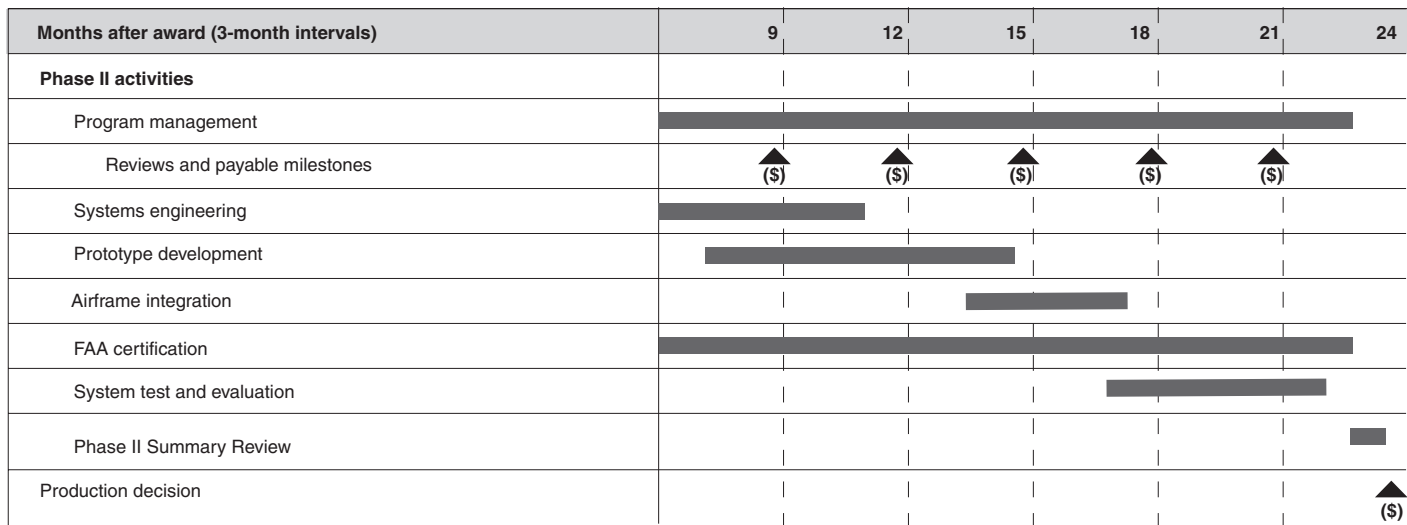 Months after award (3-month intervals) 9 12 15 18 21 24
Phase II activities
Program management
Reviews and payable milestones
($) ($) ($) ($) ($)
Systems engineering
Prototype development
Airframe integration
FAA certification
System test and evaluation
Phase II Summary Review
Production decision
($)